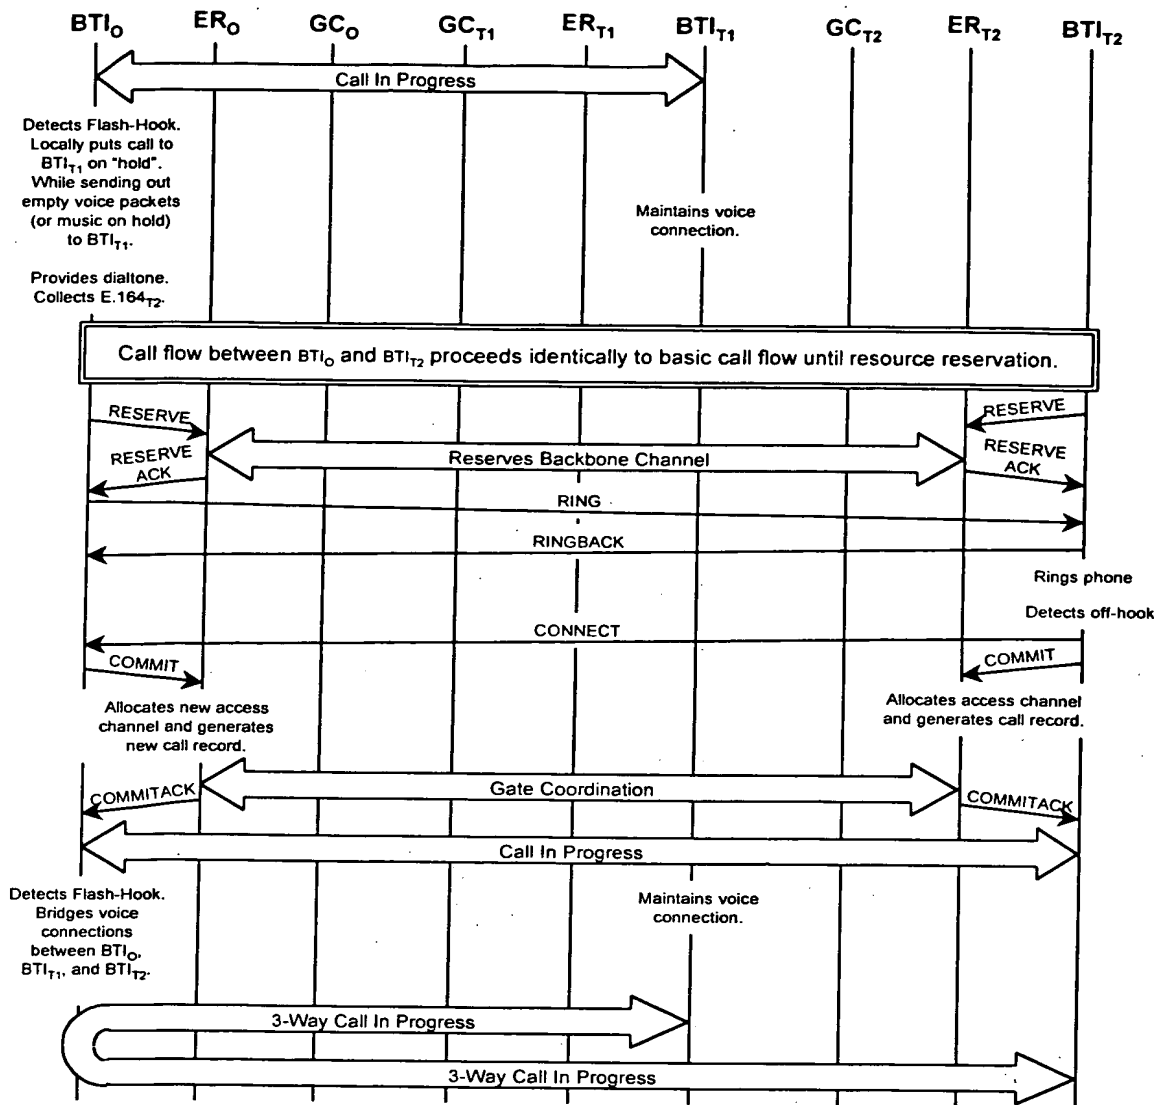 BTIO ERO GCO GCT1 ERT1 BTIT1 GCT2 ERT2 BTIT2
Call In Progress
Detects Flash-Hook.
Locally puts call to
BTIT1 on "hold".
While sending out
empty voice packets
(or music on hold)
to BTIT1.
Maintains voice
connection.
Provides dialtone.
Collects E.164T2.
Call flow between BTIO and BTIT2 proceeds identically to basic call flow until resource reservation.
RESERVE
RESERVE
Reserves Backbone Channel
RESERVE
ACK
RESERVE
ACK
RING
RINGBACK
Rings phone
Detects off-hook
CONNECT
COMMIT
COMMIT
Allocates new access
channel and generates
new call record.
Allocates access channel
and generates call record.
Gate Coordination
COMMITACK
COMMITACK
Call In Progress
Detects Flash-Hook.
Bridges voice
connections
between BTIO,
BTIT1, and BTIT2.
Maintains voice
connection.
3-Way Call In Progress
3-Way Call In Progress